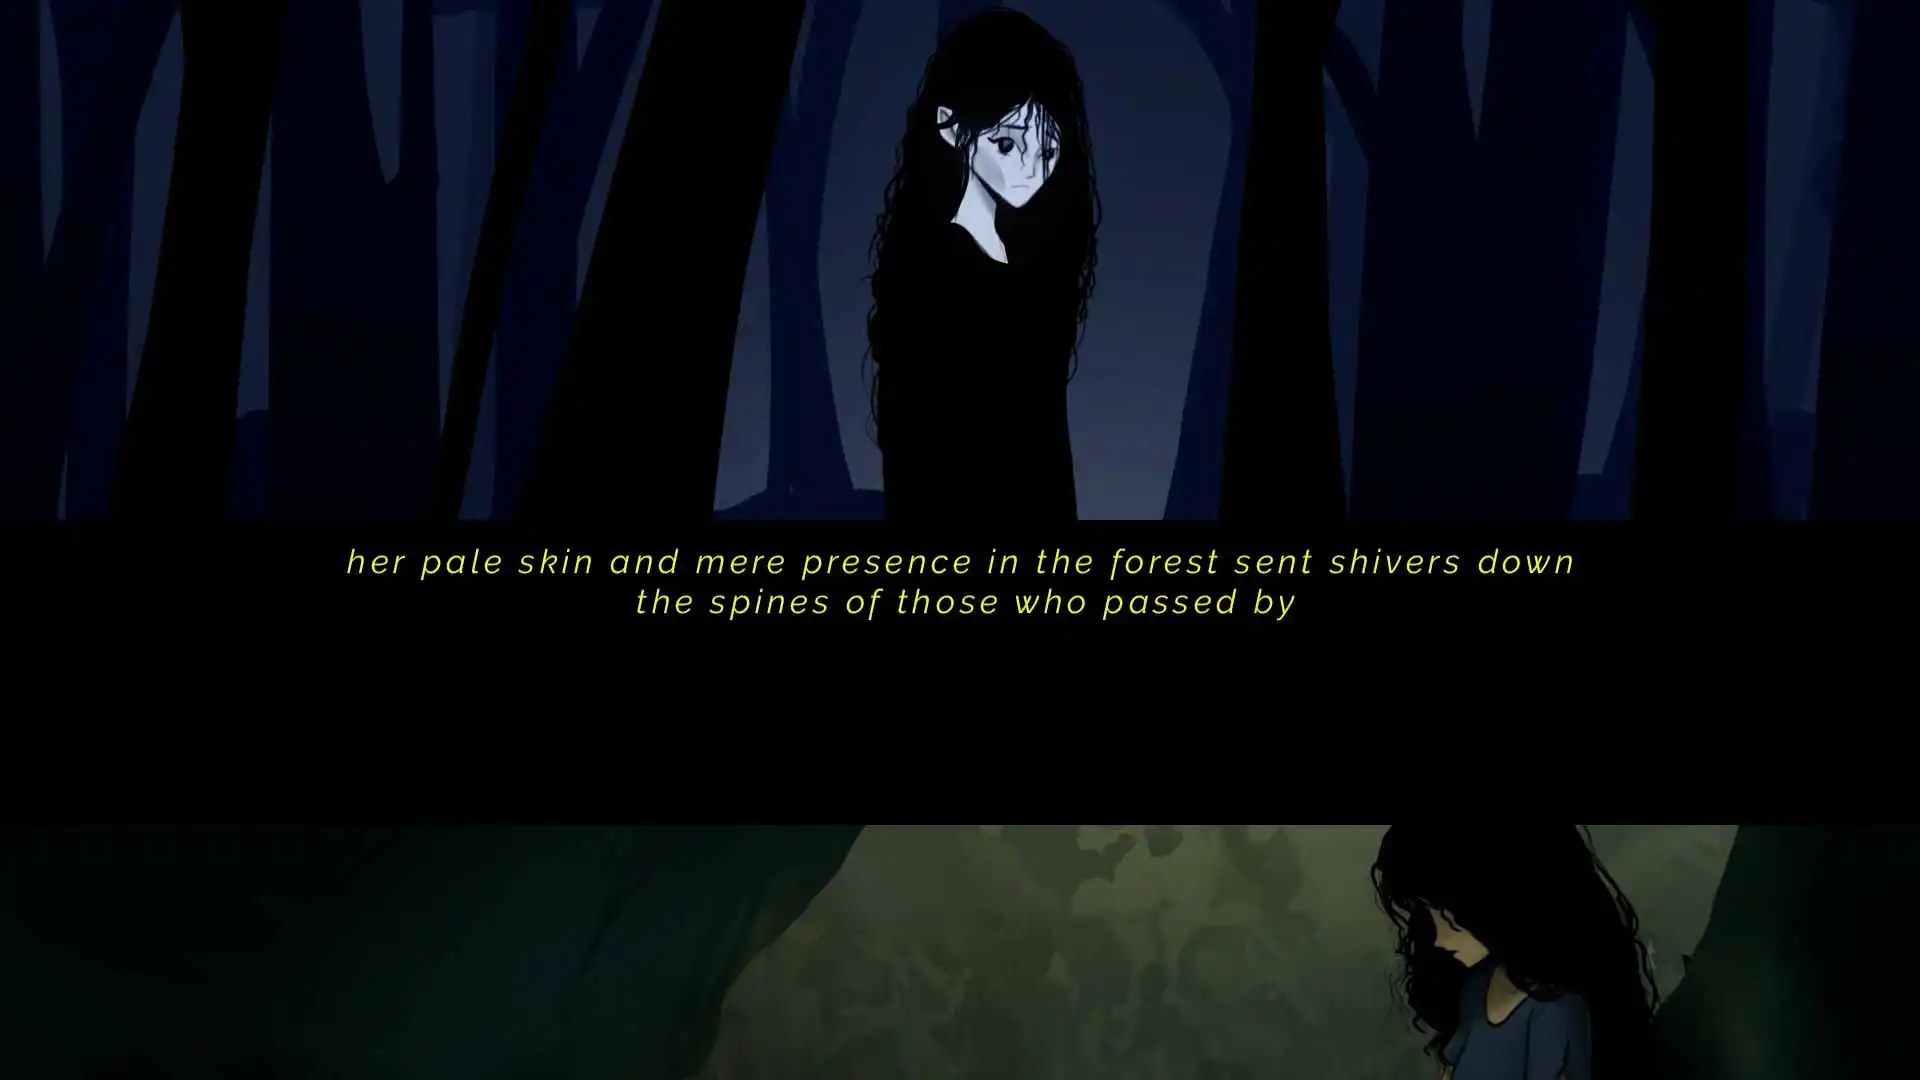 her pale skin and mere presence in the forest sent shivers down
the spines of those who passed by